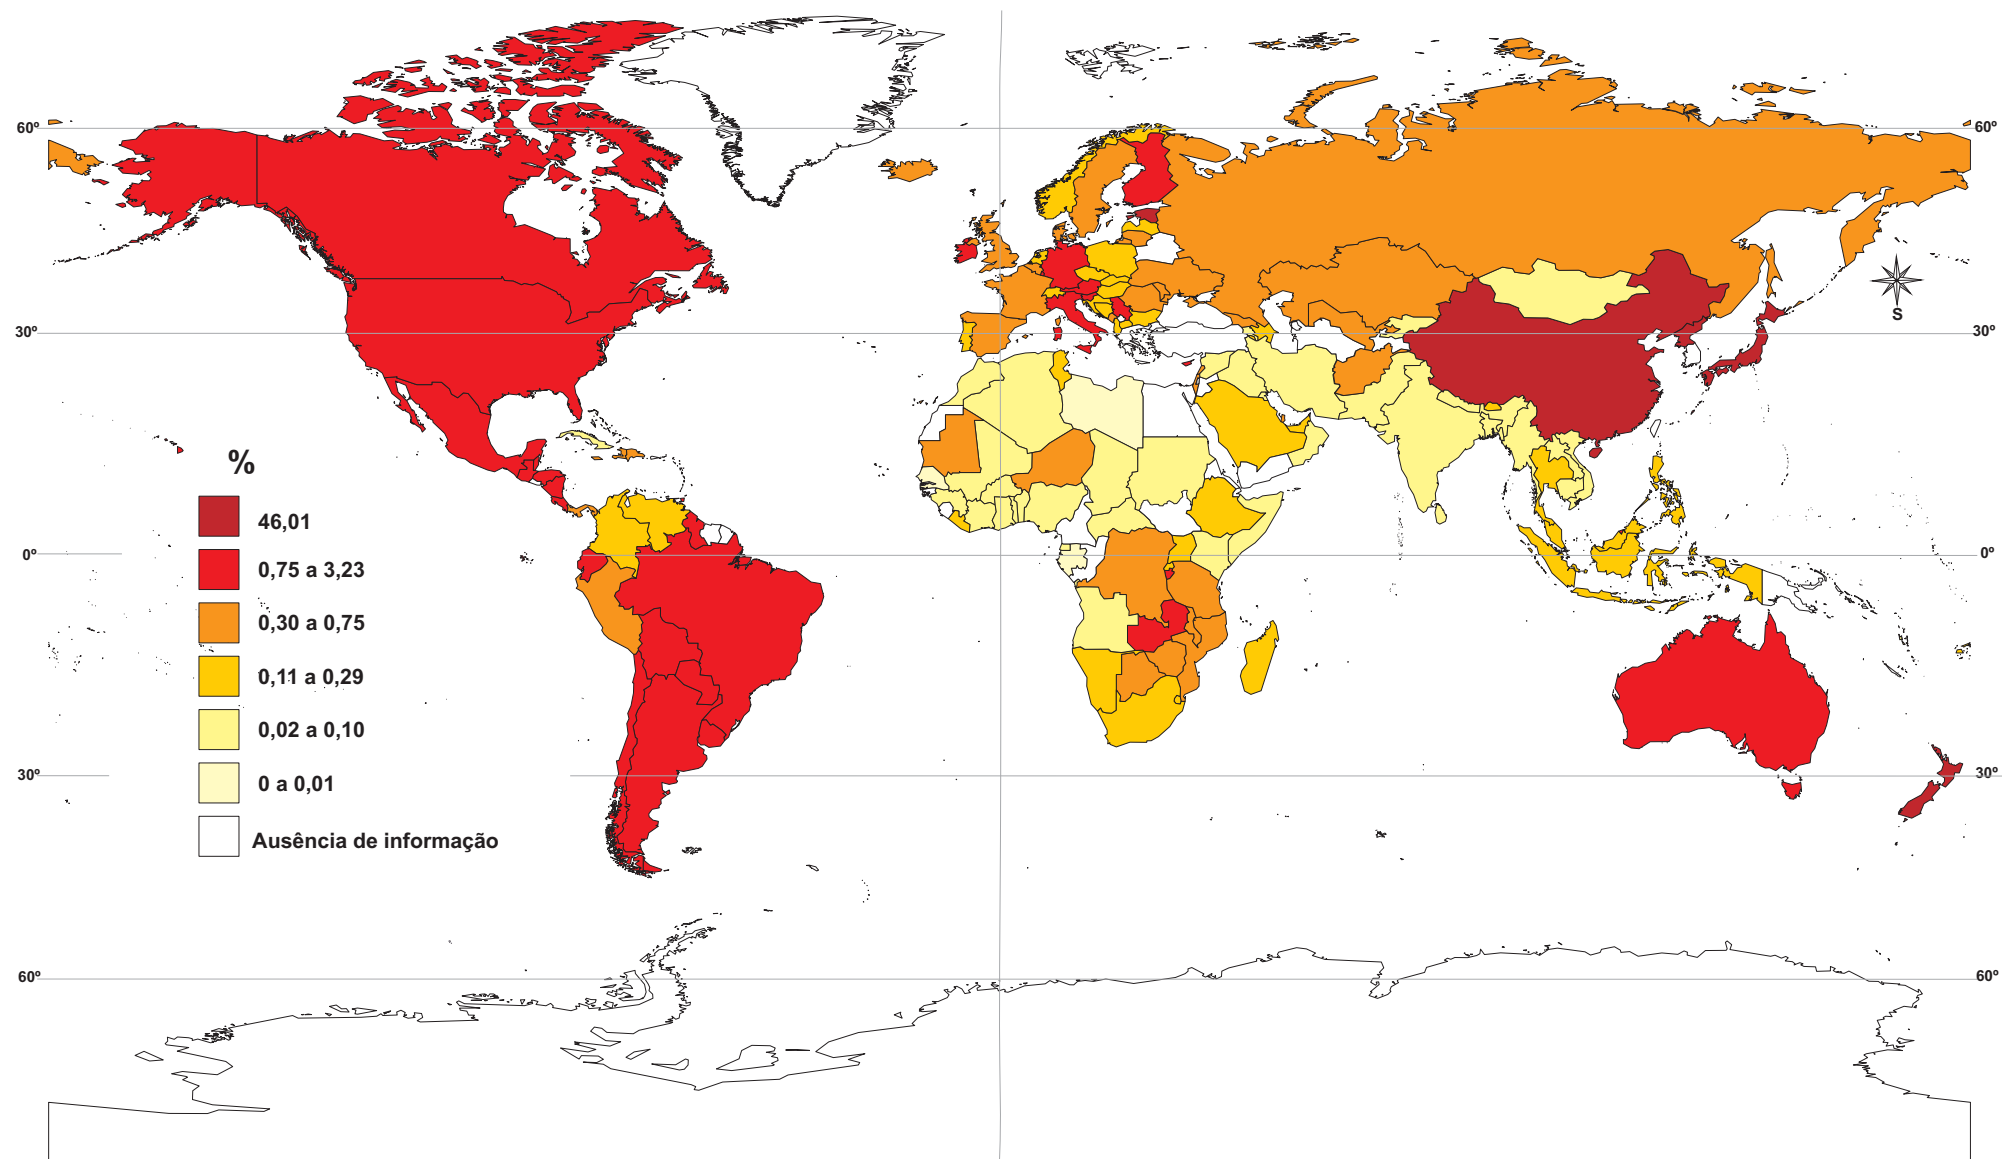 60º
60º
S
30º
30º
%
46,01
0,75 a 3,23
0º
0º
0,30 a 0,75
0,11 a 0,29
0,02 a 0,10
30º
30º
0 a 0,01
Ausência de informação
60º
60º